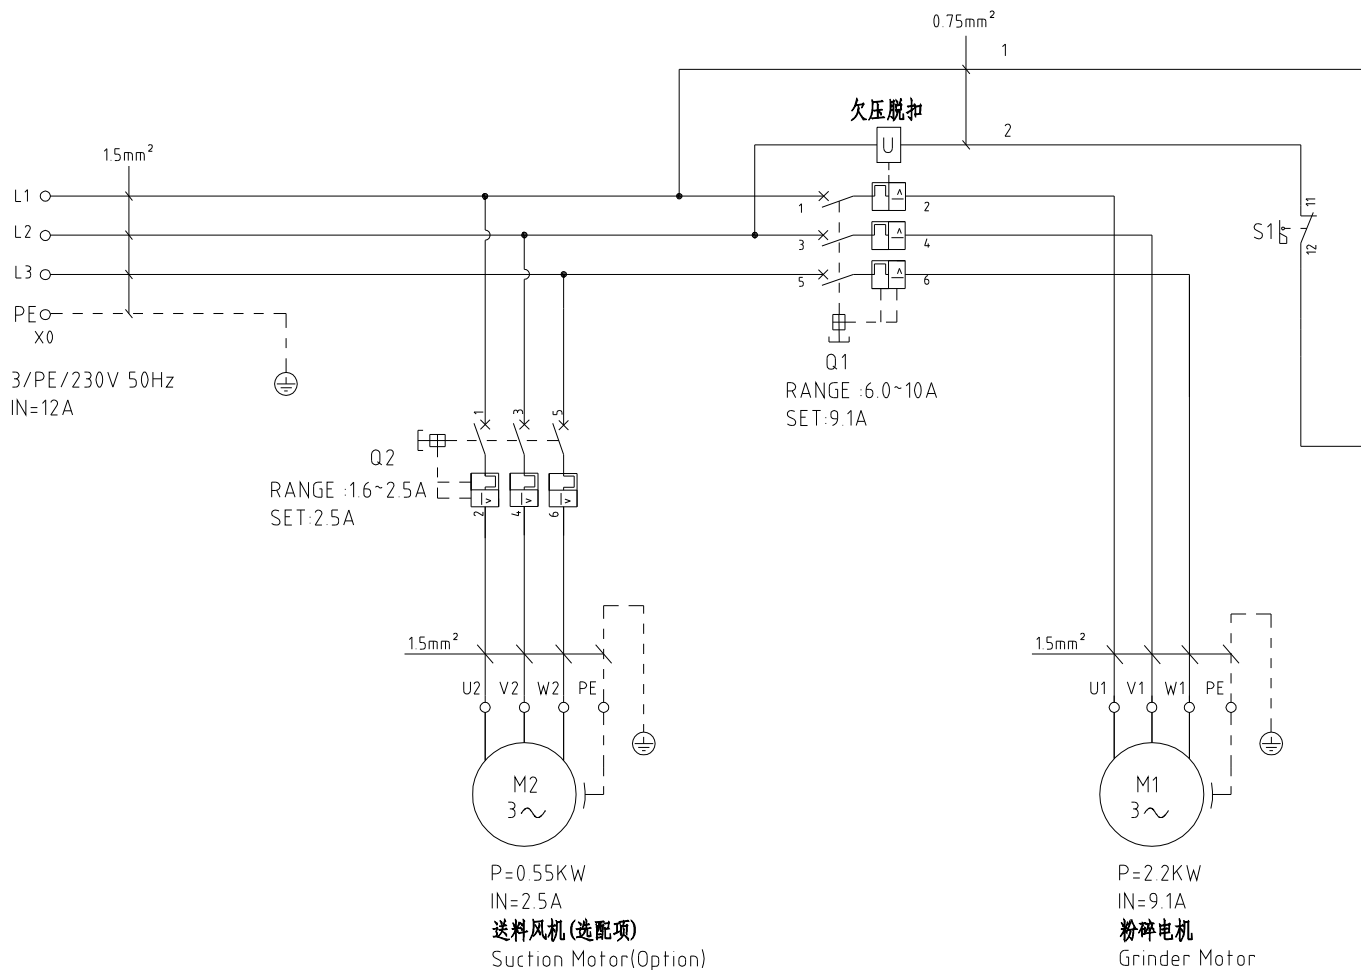 0.75mm²
1
欠压脱扣
U
2
1.5mm²
L1
1
2
11
L2
3
4
S1
12
L3
5
6
PE
X0
3/PE/230V 50Hz
IN=12A
Q1
RANGE :6.0~10A
SET:9.1A
1
3
5
Q2
RANGE :1.6~2.5A
SET:2.5A
2
4
6
1.5mm²
U2 V2 W2 PE
1.5mm²
U1 V1 W1 PE
M2
3~
M1
3~
P=0.55KW
IN=2.5A
送料风机(选配项)
Suction Motor(Option)
P=2.2KW
IN=9.1A
粉碎电机
Grinder Motor